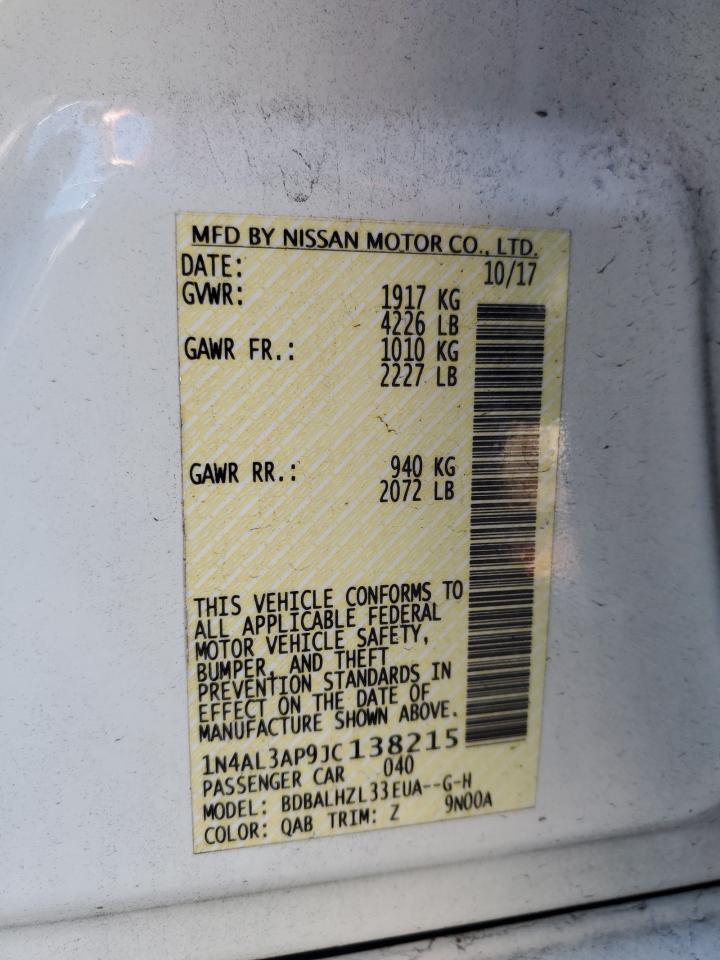 MFD BY NISSAN MOTOR CO., LTD.
DATE: 10/17
GVWR: 1917 KG
4226 LB
GAWR FR.: 1010 KG
2227 LB
GAWR RR.: 940 KG
2072 LB
THIS VEHICLE CONFORMS TO
ALL APPLICABLE FEDERAL
MOTOR VEHICLE SAFETY,
BUMPER, AND THEFT
PREVENTION STANDARDS IN
EFFECT ON THE DATE OF
MANUFACTURE SHOWN ABOVE.
1N4AL3AP9JC138215
PASSENGER CAR 040
MODEL: BDBALHZL33EUA--G-H
COLOR: QAB TRIM: Z 9N00A